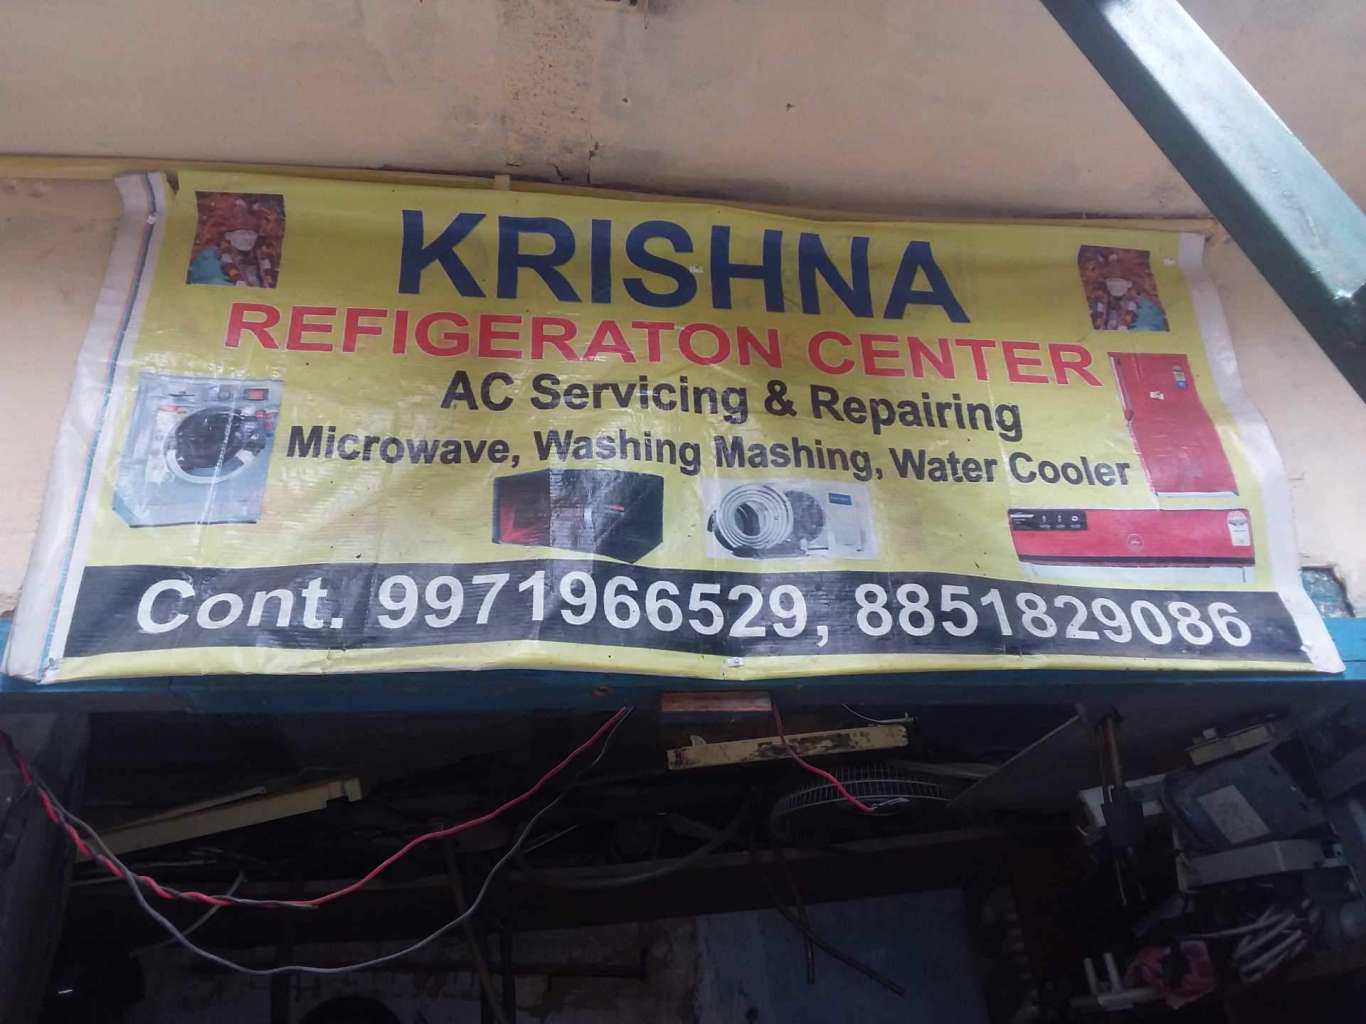 KRISHNA
REFIGERATON CENTER
AC Servicing & Repairing
Microwave, Washing Mashing, Water Cooler
Cont. 9971966529, 8851829086